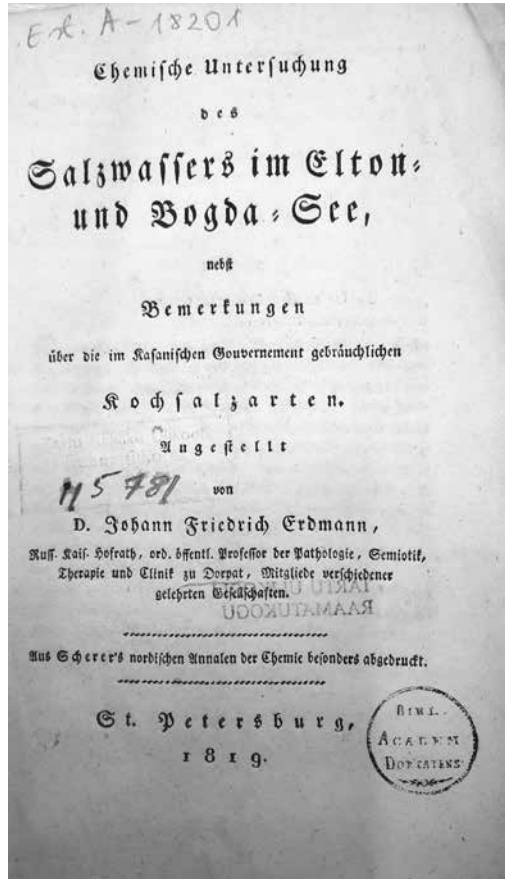 Est. A-18201
Chemische Untersuchung
des
Salzwassers im Elton-
und Bogda-See,
nebst
Bemerkungen
über die im Kasanischen Gouvernement gebräuchlichen
Kochsalzarten.
Angestellt
von
D. Johann Friedrich Erdmann,
Russ. Kais. Hofrath, ord. öffentl. Professor der Pathologie, Semiotik,
Therapie und Clinik zu Dorpat, Mitgliede verschiedener
gelehrten Gesellschaften.
TARTU ÜLIKOOLI
RAAMATUKOGU
Aus Scherer's nordischen Annalen der Chemie besonders abgedruckt.
St. Petersburg,
1819.
BIBL.
ACADEM
DORPATENS